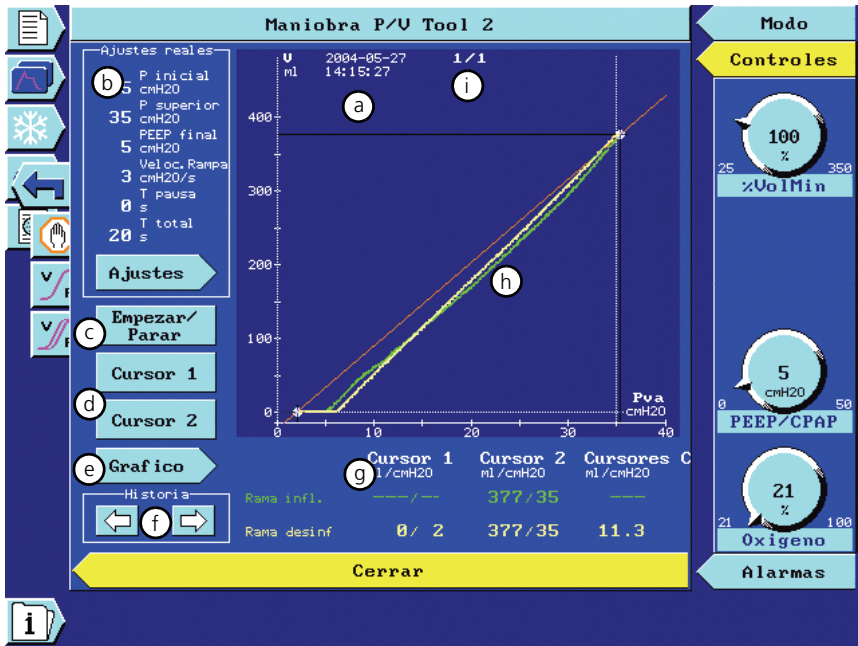 Maniobra P/V Tool 2
Modo
Controles
Ajustes reales
b
P inicial
5 cmH2O
P superior
35 cmH2O
PEEP final
5 cmH2O
Veloc.Rampa
3 cmH2O/s
T pausa
0 s
T total
20 s
Ajustes
c
Empezar/
Parar
Cursor 1
d
Cursor 2
e
Grafico
Historia
f
V
ml
2004-05-27
14:15:27
1/1
a
i
h
400
300
200
100
0
0
10
20
30
40
Pva
cmH2O
g
Cursor 1
ml/cmH2O
Cursor 2
ml/cmH2O
Cursores C
ml/cmH2O
Rama infl.
---/--
377/35
---
Rama desinf
0/ 2
377/35
11.3
Cerrar
100
%
25
350
%VolMin
5
cmH2O
0
50
PEEP/CPAP
21
%
21
100
Oxigeno
Alarmas
V
P
V
P
i